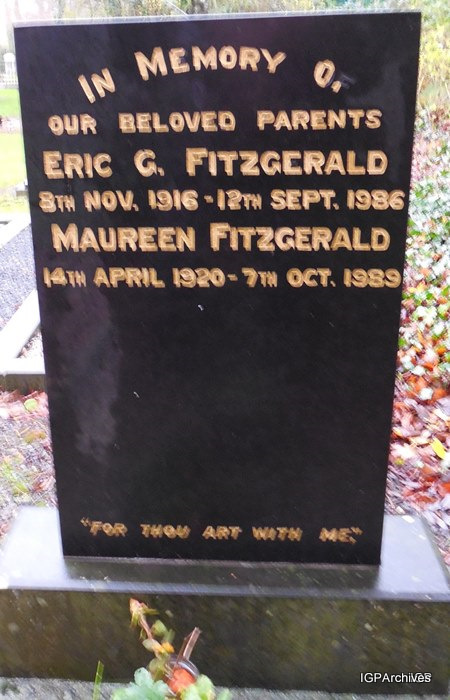 IN MEMORY O
OUR BELOVED PARENTS
ERIC G. FITZGERALD
8TH NOV. 1916 - 12TH SEPT. 1986
MAUREEN FITZGERALD
14TH APRIL 1920 - 7TH OCT. 1989
"FOR THOU ART WITH ME."
IGPArchives